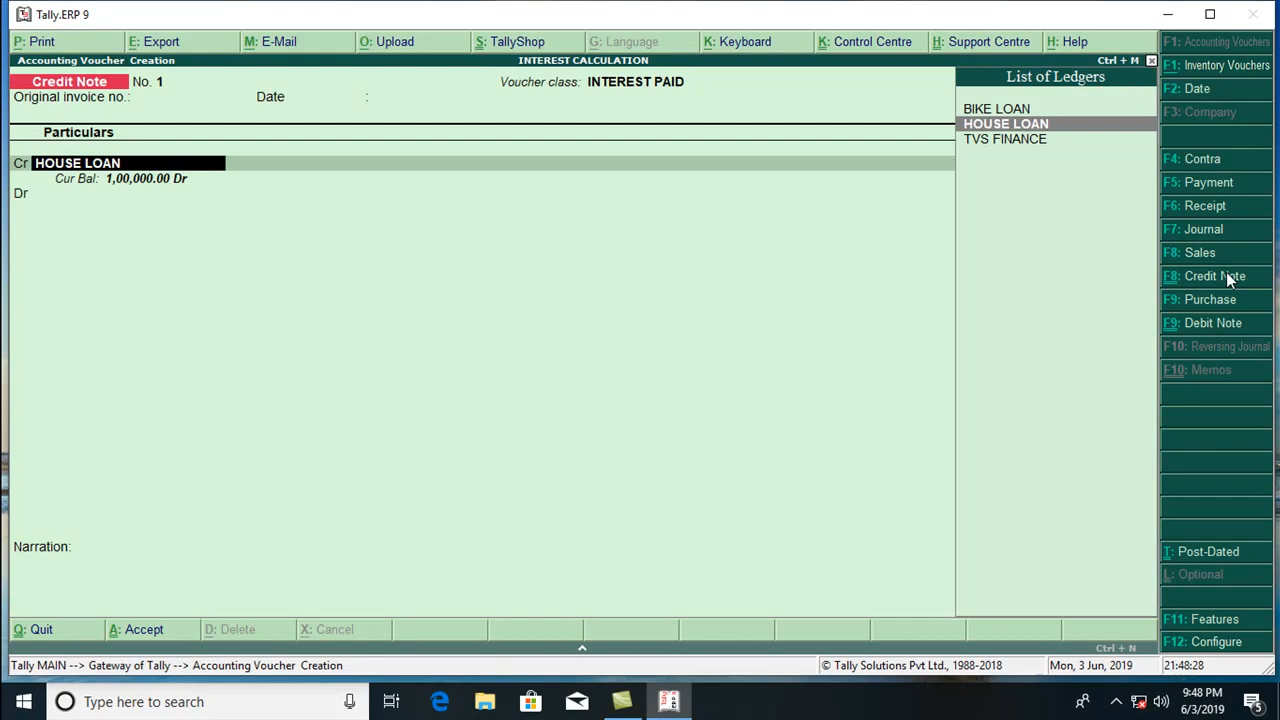 Tally.ERP 9
P: Print E: Export M: E-Mail O: Upload S: TallyShop G: Language K: Keyboard K: Control Centre H: Support Centre H: Help
Accounting Voucher Creation INTEREST CALCULATION Ctrl + M
Credit Note No. 1 Voucher class: INTEREST PAID
Original invoice no.: Date :
Particulars
Cr HOUSE LOAN
Cur Bal: 1,00,000.00 Dr
Dr
Narration:
List of Ledgers
BIKE LOAN
HOUSE LOAN
TVS FINANCE
F1: Accounting Vouchers
F1: Inventory Vouchers
F2: Date
F3: Company
F4: Contra
F5: Payment
F6: Receipt
F7: Journal
F8: Sales
F8: Credit Note
F9: Purchase
F9: Debit Note
F10: Reversing Journal
F10: Memos
T: Post-Dated
L: Optional
F11: Features
F12: Configure
Q: Quit A: Accept D: Delete X: Cancel
Ctrl + N
Tally MAIN --> Gateway of Tally --> Accounting Voucher Creation © Tally Solutions Pvt Ltd., 1988-2018 Mon, 3 Jun, 2019 21:48:28
Type here to search
9:48 PM
6/3/2019
5